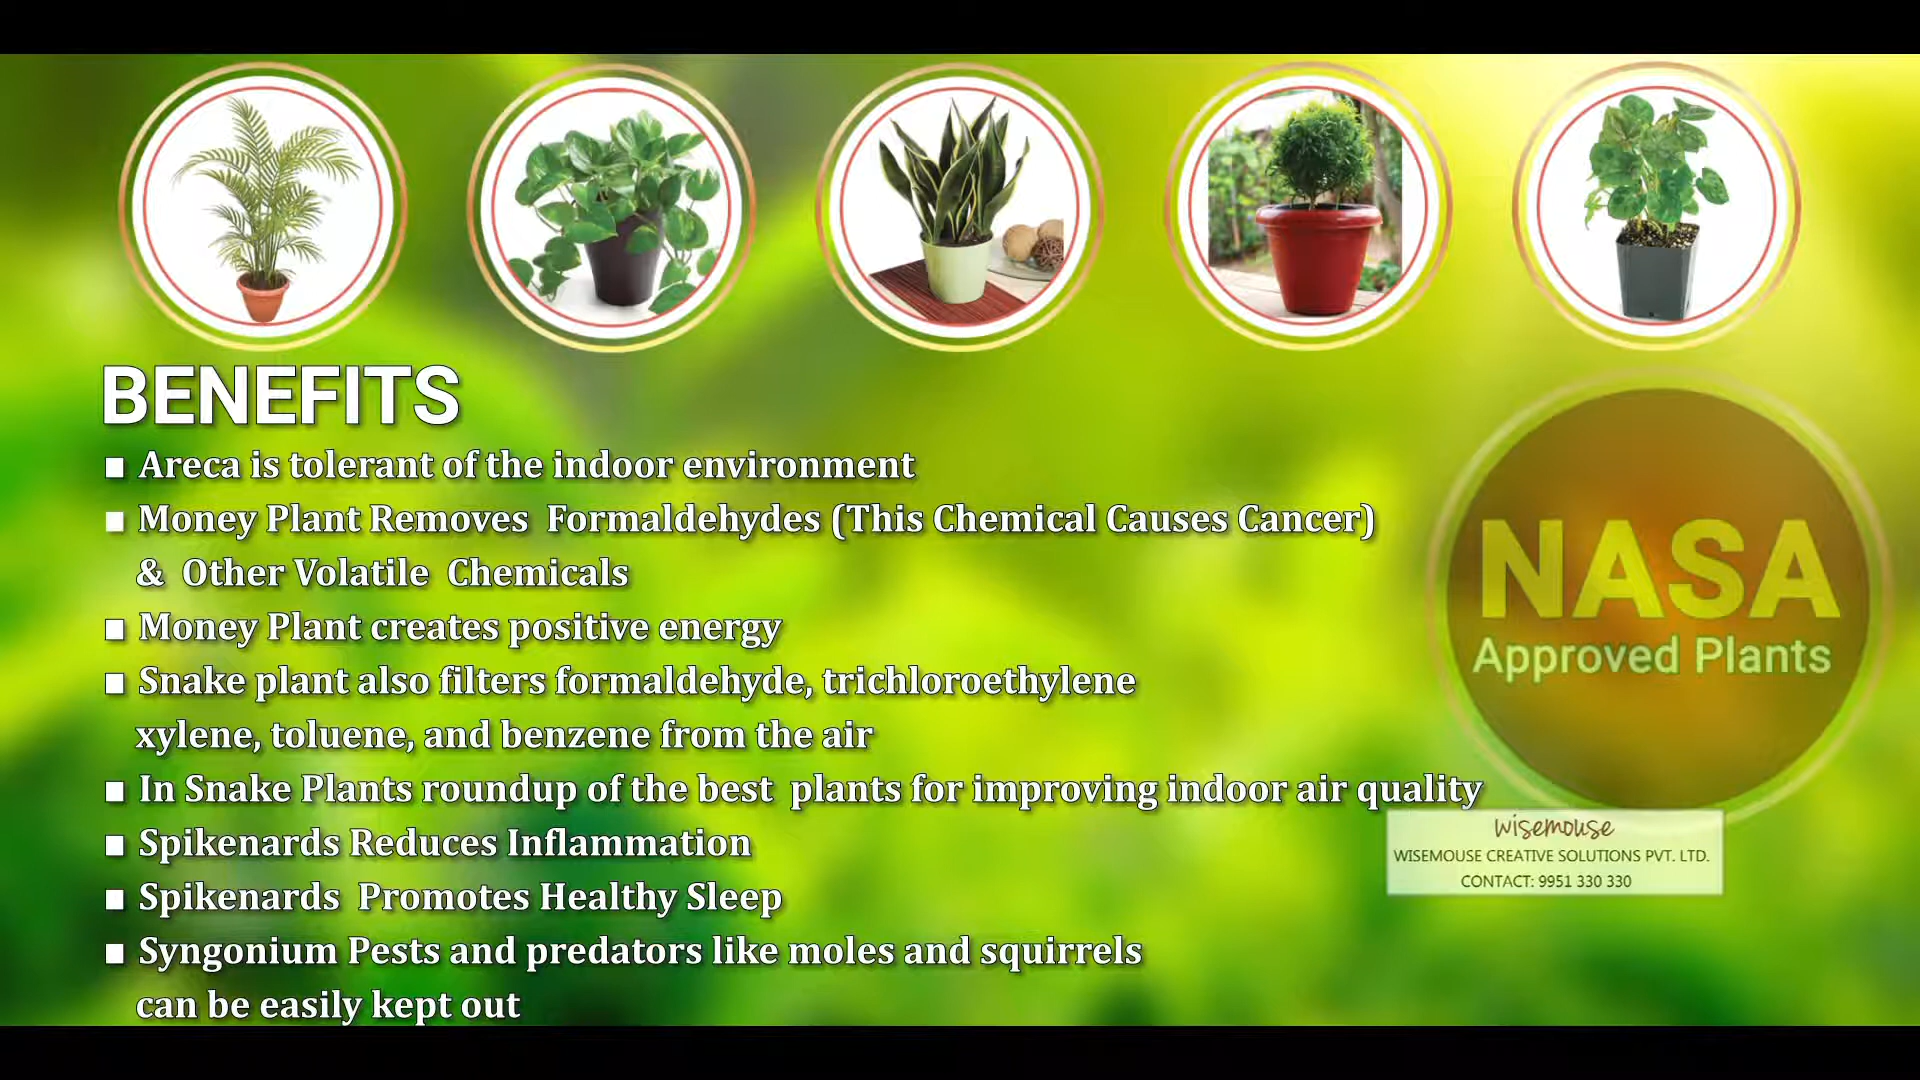 BENEFITS
■ Areca is tolerant of the indoor environment
■ Money Plant Removes Formaldehydes (This Chemical Causes Cancer)
& Other Volatile Chemicals
■ Money Plant creates positive energy
■ Snake plant also filters formaldehyde, trichloroethylene
xylene, toluene, and benzene from the air
■ In Snake Plants roundup of the best plants for improving indoor air quality
■ Spikenards Reduces Inflammation
■ Spikenards Promotes Healthy Sleep
■ Syngonium Pests and predators like moles and squirrels
can be easily kept out
NASA
Approved Plants
wisemouse
WISEMOUSE CREATIVE SOLUTIONS PVT. LTD.
CONTACT: 9951 330 330